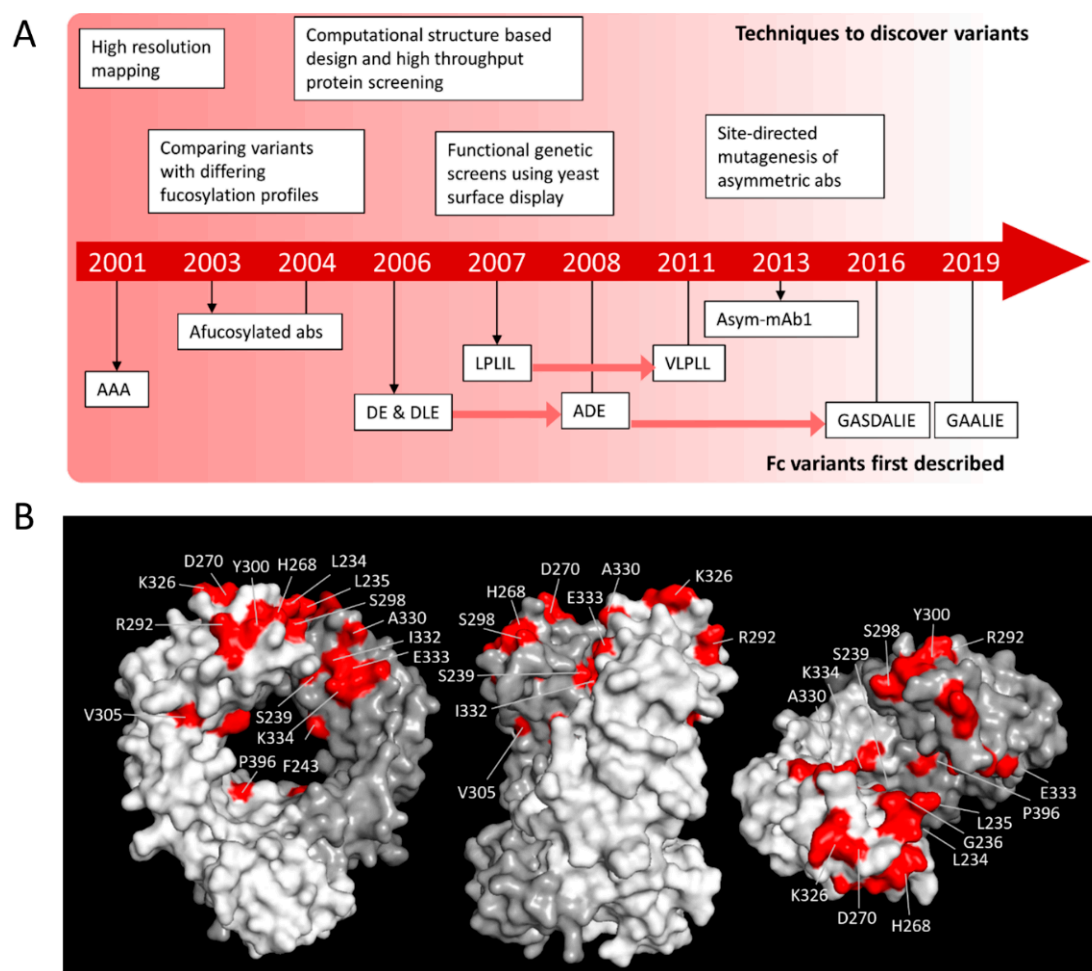 A
High resolution
mapping
Computational structure based
design and high throughput
protein screening
Techniques to discover variants
Comparing variants
with differing
fucosylation profiles
Functional genetic
screens using yeast
surface display
Site-directed
mutagenesis of
asymmetric abs
2001 2003 2004 2006 2007 2008 2011 2013 2016 2019
Afucosylated abs
Asym-mAb1
LPLIL
VLPLL
AAA
DE & DLE
ADE
GASDALIE
GAALIE
Fc variants first described
B
D270
Y300
H268
L234
K326
L235
S298
R292
A330
I332
E333
V305
S239
K334
P396
F243
A330
D270
K326
H268
E333
S298
R292
S239
I332
V305
Y300
S298
R292
S239
K334
A330
E333
P396
L235
G236
L234
K326
D270
H268